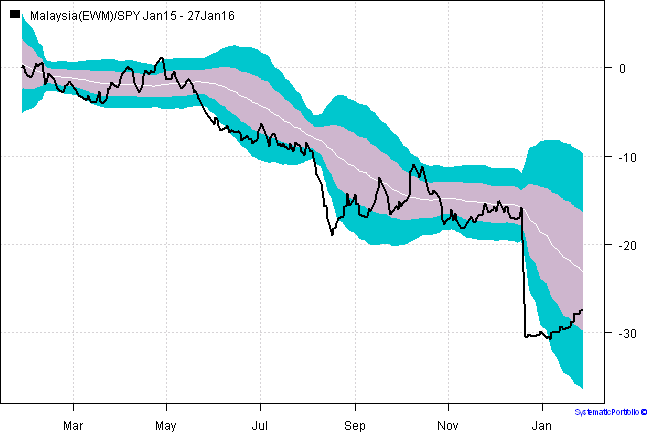 Malaysia(EWM)/SPY Jan15 - 27Jan16
0
-10
-20
-30
Mar May Jul Sep Nov Jan
SystematicPortfolio ©